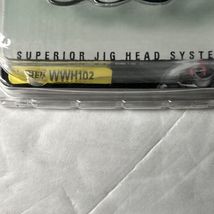 SUPERIOR JIG HEAD SYSTE
WWH102